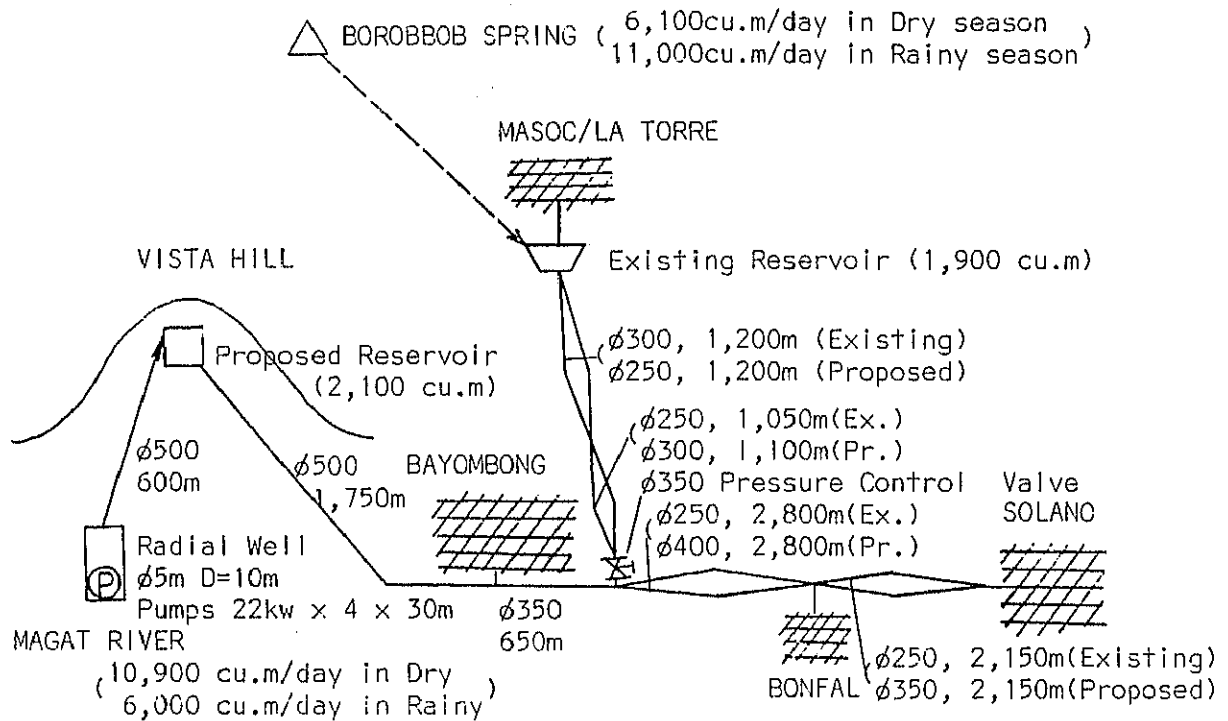 BOROBBOB SPRING ( 6,100cu.m/day in Dry season
11,000cu.m/day in Rainy season )
MASOC/LA TORRE
VISTA HILL
Existing Reservoir (1,900 cu.m)
Proposed Reservoir
(2,100 cu.m)
ø300, 1,200m (Existing)
ø250, 1,200m (Proposed)
ø250, 1,050m(Ex.)
ø300, 1,100m(Pr.)
ø500
600m
ø500
1,750m
BAYOMBONG
ø350 Pressure Control Valve
ø250, 2,800m(Ex.)
ø400, 2,800m(Pr.)
SOLANO
Radial Well
ø5m D=10m
P
Pumps 22kw x 4 x 30m
ø350
650m
MAGAT RIVER
( 10,900 cu.m/day in Dry
6,000 cu.m/day in Rainy )
BONFAL
ø250, 2,150m(Existing)
ø350, 2,150m(Proposed)